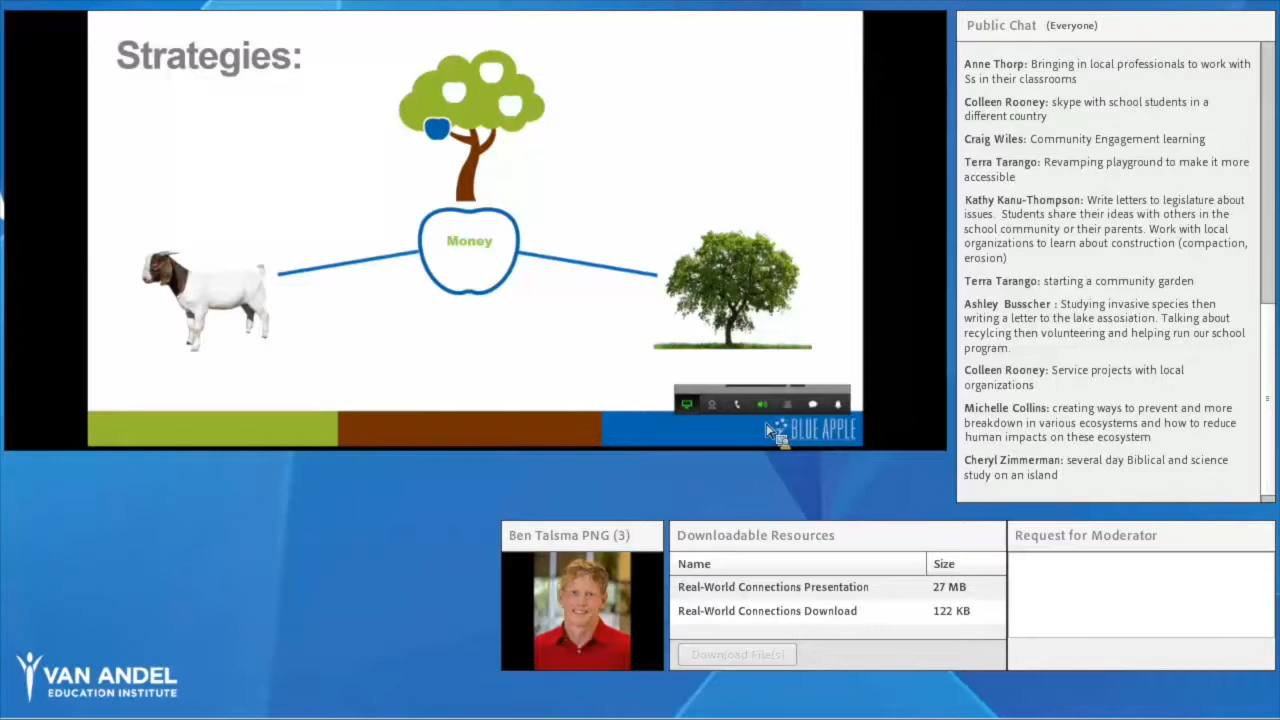 Strategies:
Money
BLUE APPLE
Public Chat (Everyone)
Anne Thorp: Bringing in local professionals to work with
Ss in their classrooms
Colleen Rooney: skype with school students in a
different country
Craig Wiles: Community Engagement learning
Terra Tarango: Revamping playground to make it more
accessible
Kathy Kanu-Thompson: Write letters to legislature about
issues. Students share their ideas with others in the
school community or their parents. Work with local
organizations to learn about construction (compaction,
erosion)
Terra Tarango: starting a community garden
Ashley Busscher : Studying invasive species then
writing a letter to the lake assosiation. Talking about
recylcing then volunteering and helping run our school
program.
Colleen Rooney: Service projects with local
organizations
Michelle Collins: creating ways to prevent and more
breakdown in various ecosystems and how to reduce
human impacts on these ecosystem
Cheryl Zimmerman: several day Biblical and science
study on an island
Ben Talsma PNG (3)
Downloadable Resources
Name Size
Real-World Connections Presentation 27 MB
Real-World Connections Download 122 KB
Download File(s)
Request for Moderator
VAN ANDEL
EDUCATION INSTITUTE